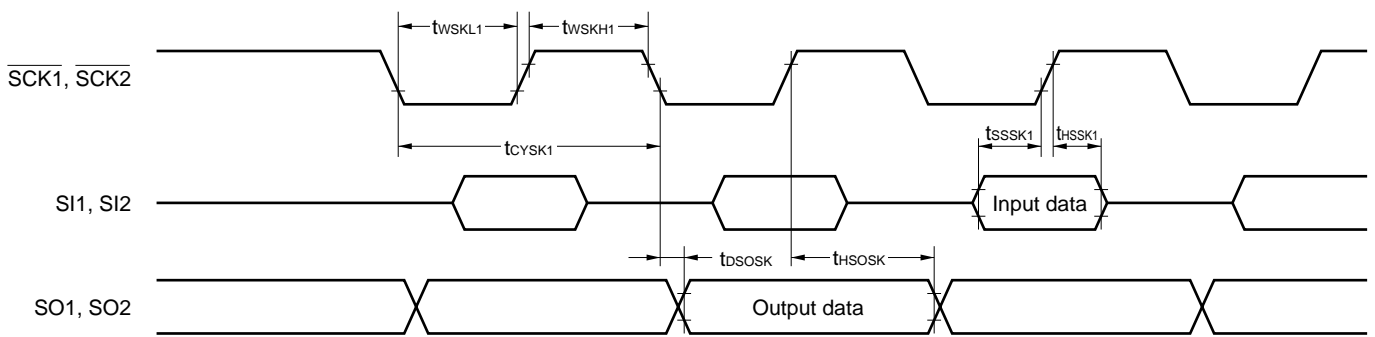 tWSKL1
tWSKH1
SCK1, SCK2
tSSSK1
tHSSK1
tCYSK1
SI1, SI2
Input data
tDSOSK
tHSOSK
SO1, SO2
Output data